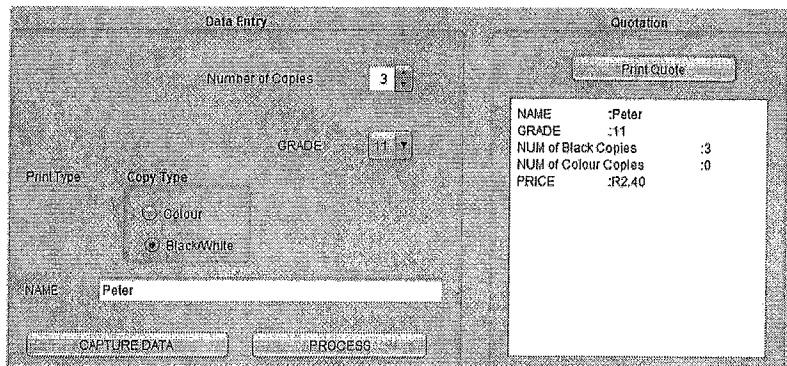 Data Entry
Number of Copies 3
GRADE 11
Print Type Copy Type
Colour
Black/White
NAME Peter
CAPTURE DATA PROCESS
Quotation
Print Quote
NAME :Peter
GRADE :11
NUM of Black Copies :3
NUM of Colour Copies :0
PRICE :R2.40